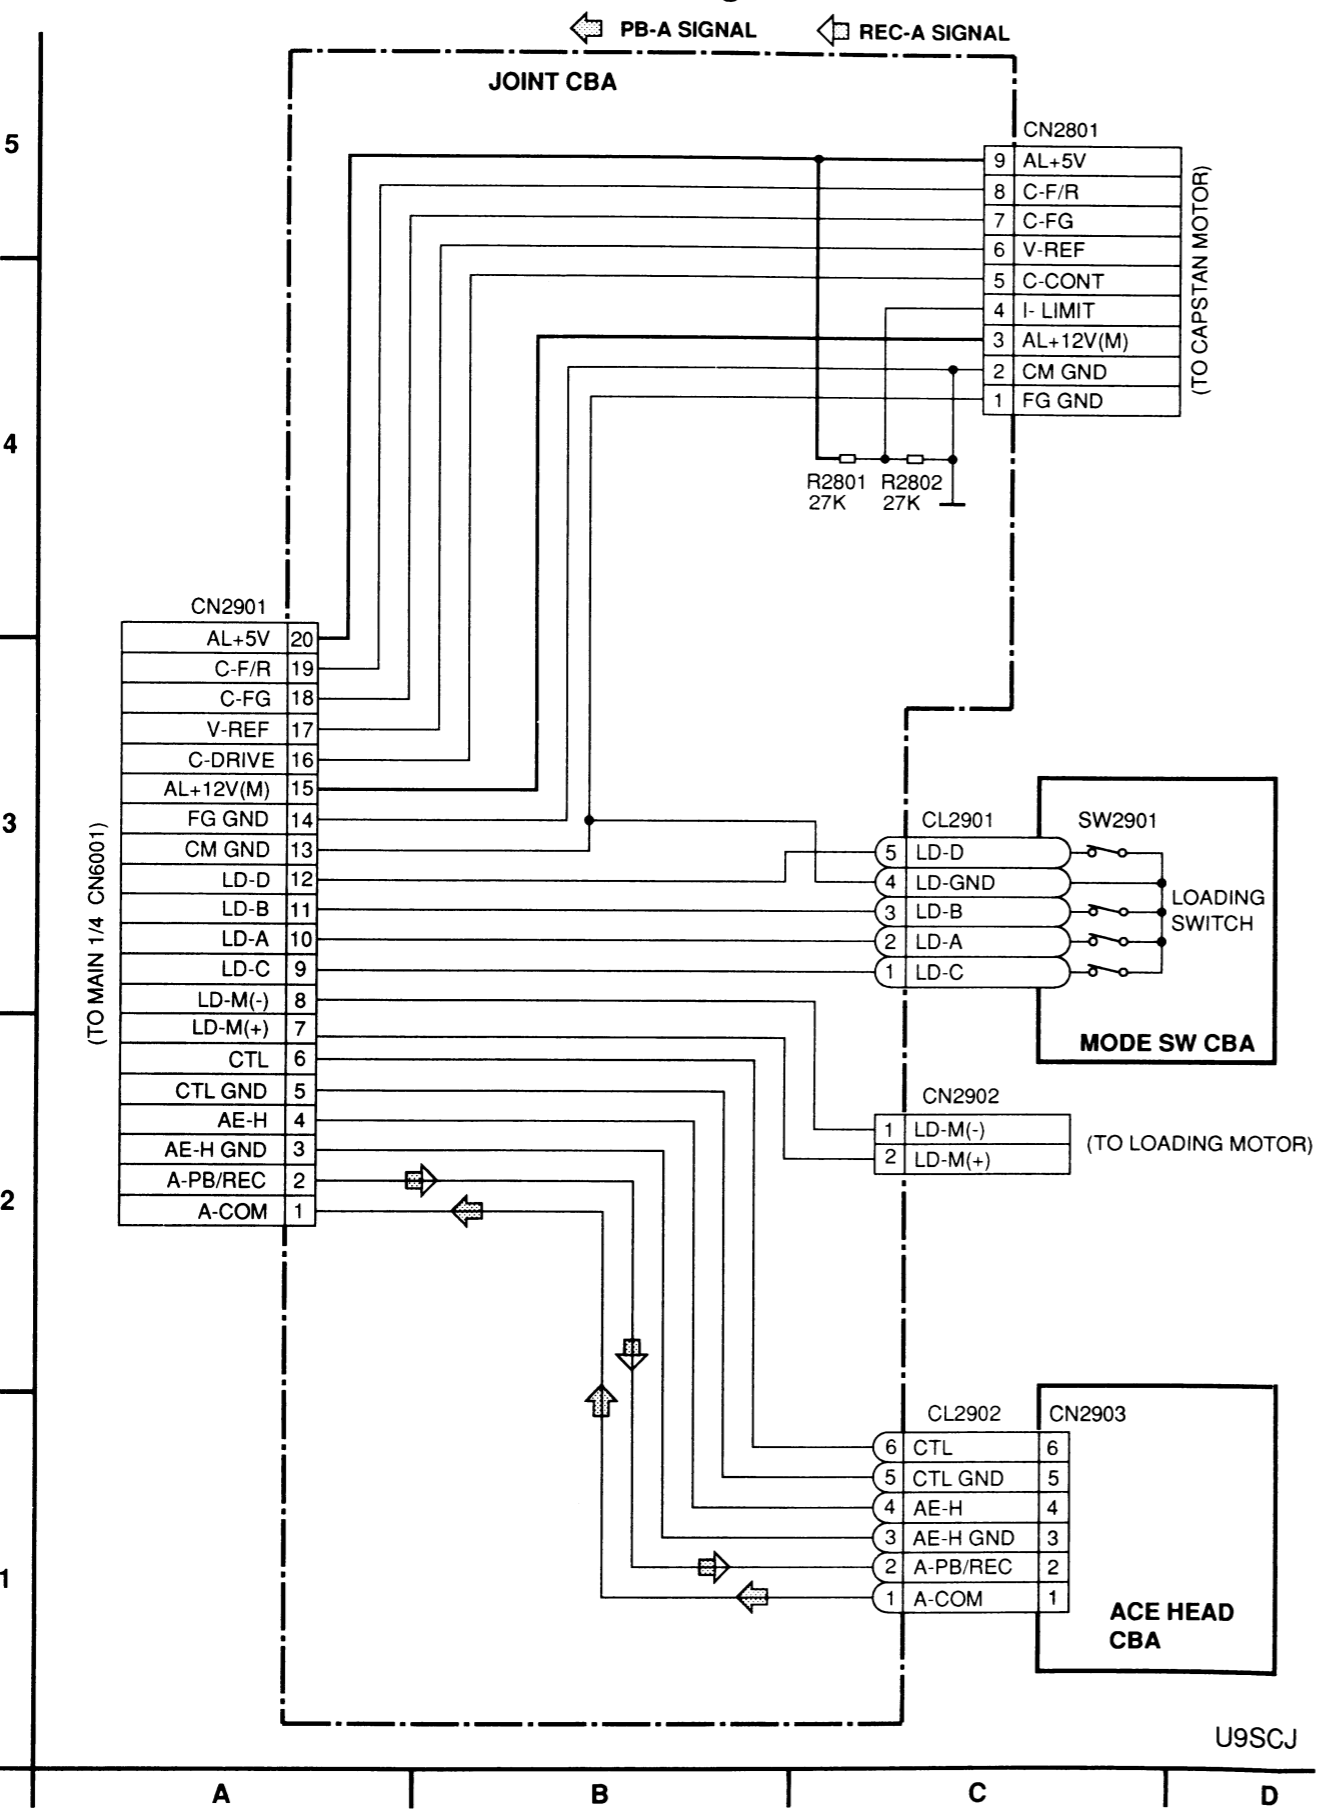 PB-A SIGNAL REC-A SIGNAL
JOINT CBA
5
CN2801
9 AL+5V
8 C-F/R
7 C-FG
6 V-REF
5 C-CONT
4 I- LIMIT
3 AL+12V(M)
2 CM GND
1 FG GND
(TO CAPSTAN MOTOR)
4
R2801 R2802
27K 27K
CN2901
AL+5V 20
C-F/R 19
C-FG 18
V-REF 17
C-DRIVE 16
AL+12V(M) 15
FG GND 14
CM GND 13
LD-D 12
LD-B 11
LD-A 10
LD-C 9
LD-M(-) 8
LD-M(+) 7
CTL 6
CTL GND 5
AE-H 4
AE-H GND 3
A-PB/REC 2
A-COM 1
(TO MAIN 1/4 CN6001)
3
CL2901 SW2901
5 LD-D
4 LD-GND
3 LD-B
2 LD-A
1 LD-C
LOADING
SWITCH
MODE SW CBA
CN2902
1 LD-M(-)
2 LD-M(+)
(TO LOADING MOTOR)
2
CL2902 CN2903
6 CTL 6
5 CTL GND 5
4 AE-H 4
3 AE-H GND 3
2 A-PB/REC 2
1 A-COM 1
ACE HEAD
CBA
1
U9SCJ
A B C D